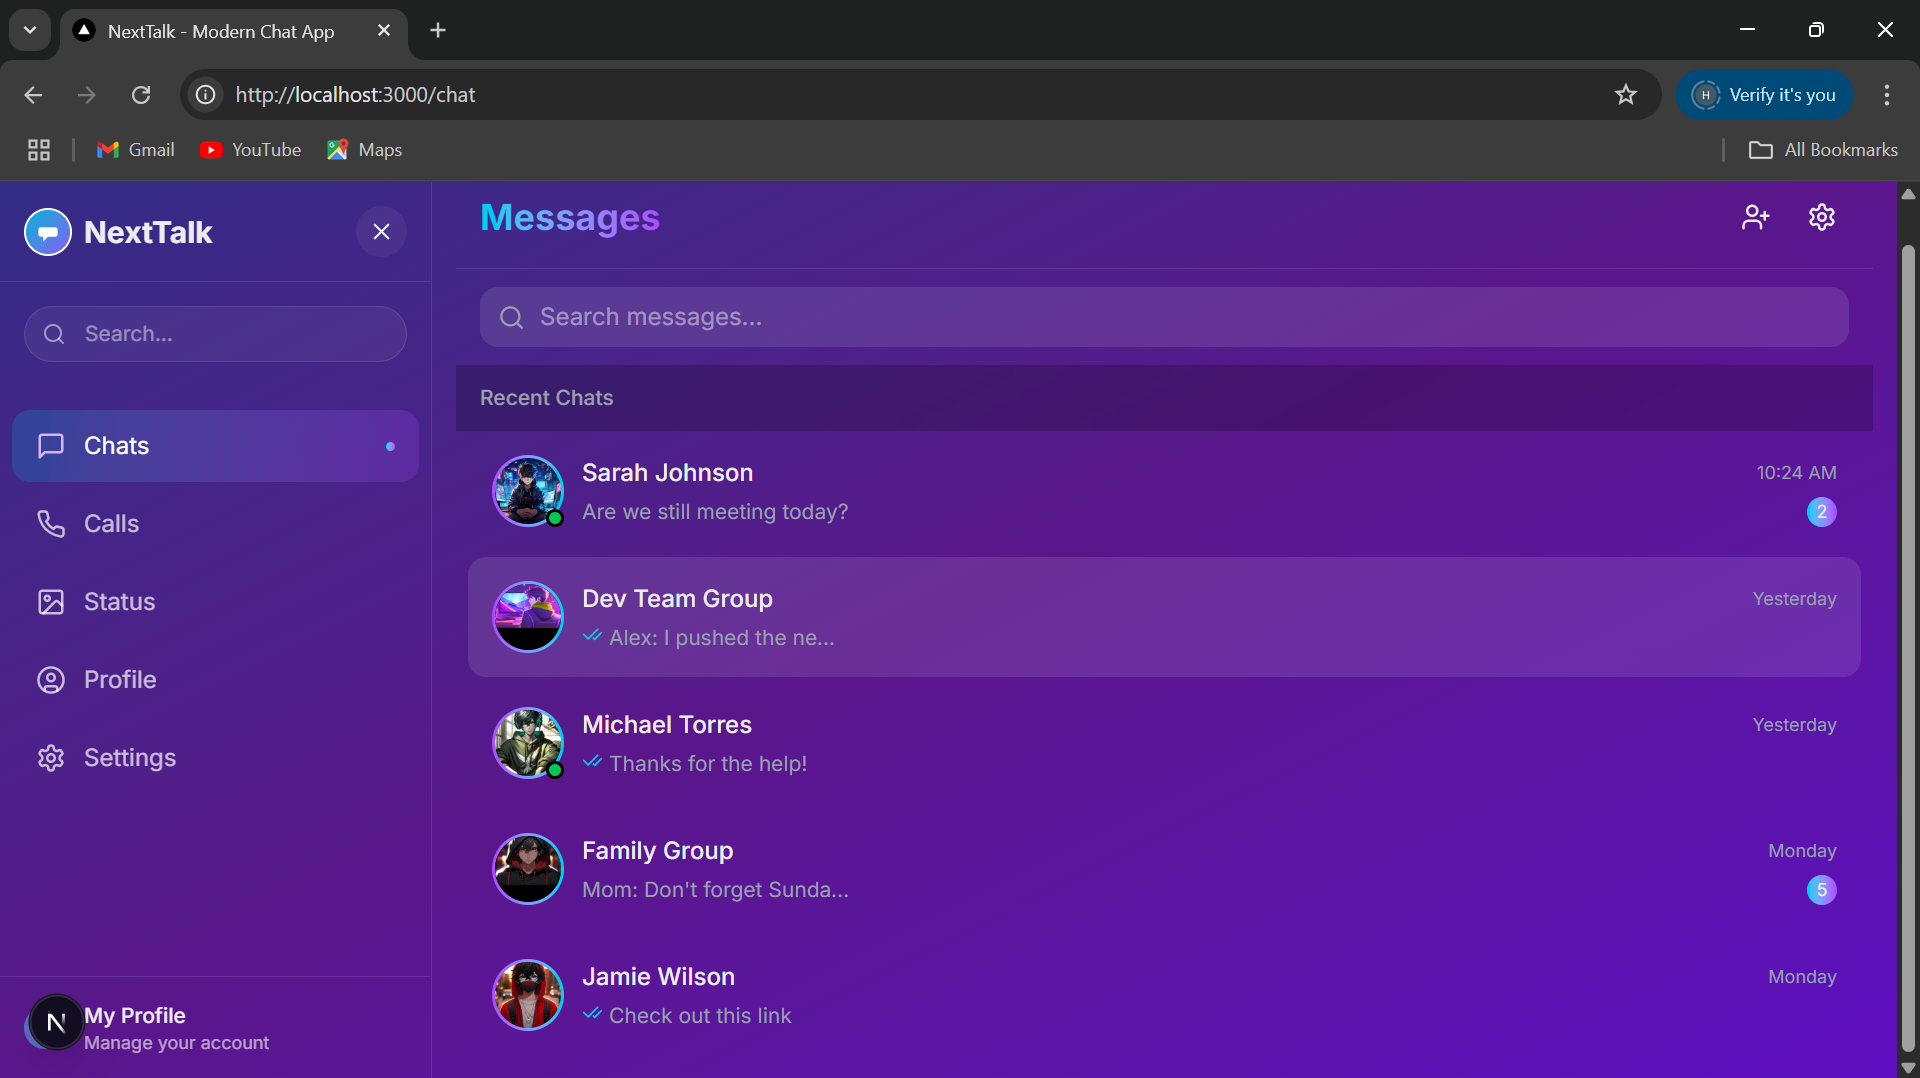 NextTalk - Modern Chat App
http://localhost:3000/chat
H
Verify it's you
Gmail
YouTube
Maps
All Bookmarks
NextTalk
Search...
Chats
Calls
Status
Profile
Settings
N
My Profile
Manage your account
Messages
Search messages...
Recent Chats
Sarah Johnson
10:24 AM
Are we still meeting today?
2
Dev Team Group
Yesterday
Alex: I pushed the ne...
Michael Torres
Yesterday
Thanks for the help!
Family Group
Monday
Mom: Don't forget Sunda...
5
Jamie Wilson
Monday
Check out this link